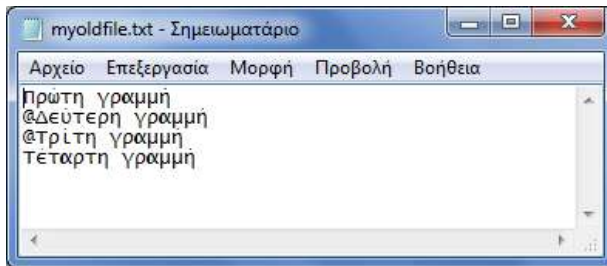 myoldfile.txt - Σημειωματάριο
Αρχείο Επεξεργασία Μορφή Προβολή Βοήθεια
Πρώτη γραμμή
@Δεύτερη γραμμή
@Τρίτη γραμμή
Τέταρτη γραμμή